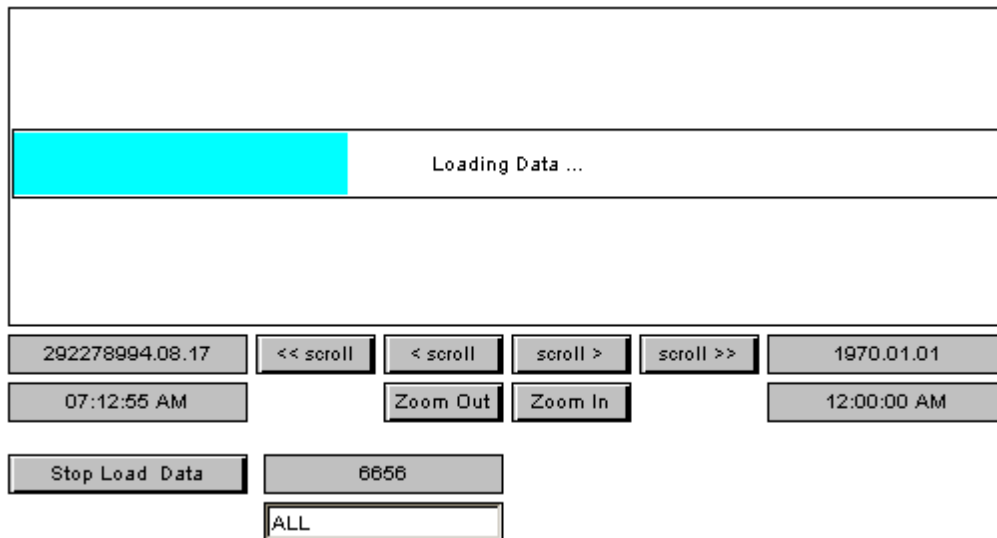 Loading Data ...
292278994.08.17 << scroll < scroll scroll > scroll >> 1970.01.01
07:12:55 AM Zoom Out Zoom In 12:00:00 AM
Stop Load Data 6656
ALL